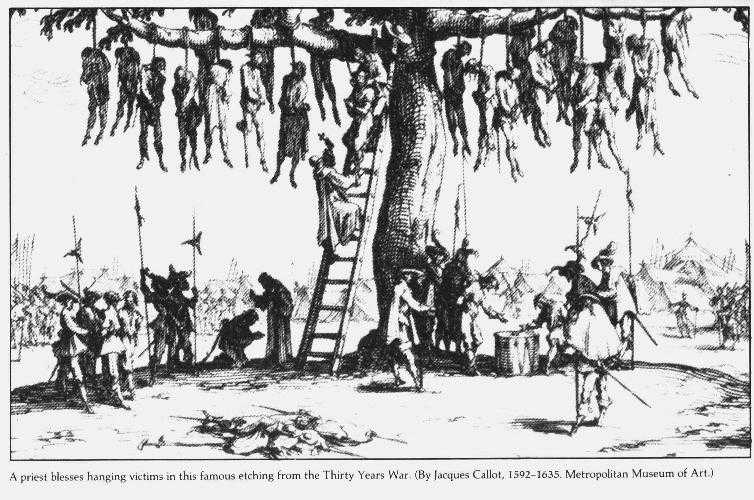 A priest blesses hanging victims in this famous etching from the Thirty Years War. (By Jacques Callot, 1592–1635. Metropolitan Museum of Art.)